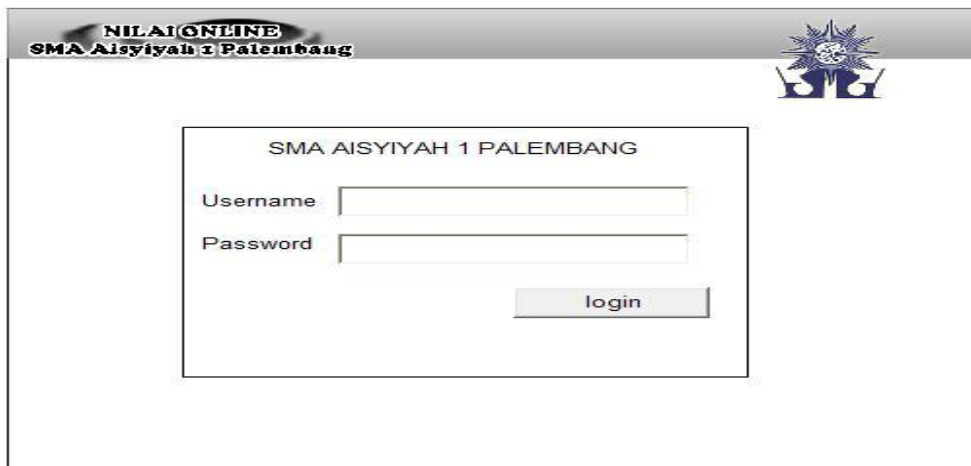 NILAI ONLINE
SMA Aisyiyah 1 Palembang
SMA AISYIYAH 1 PALEMBANG
Username
Password
login